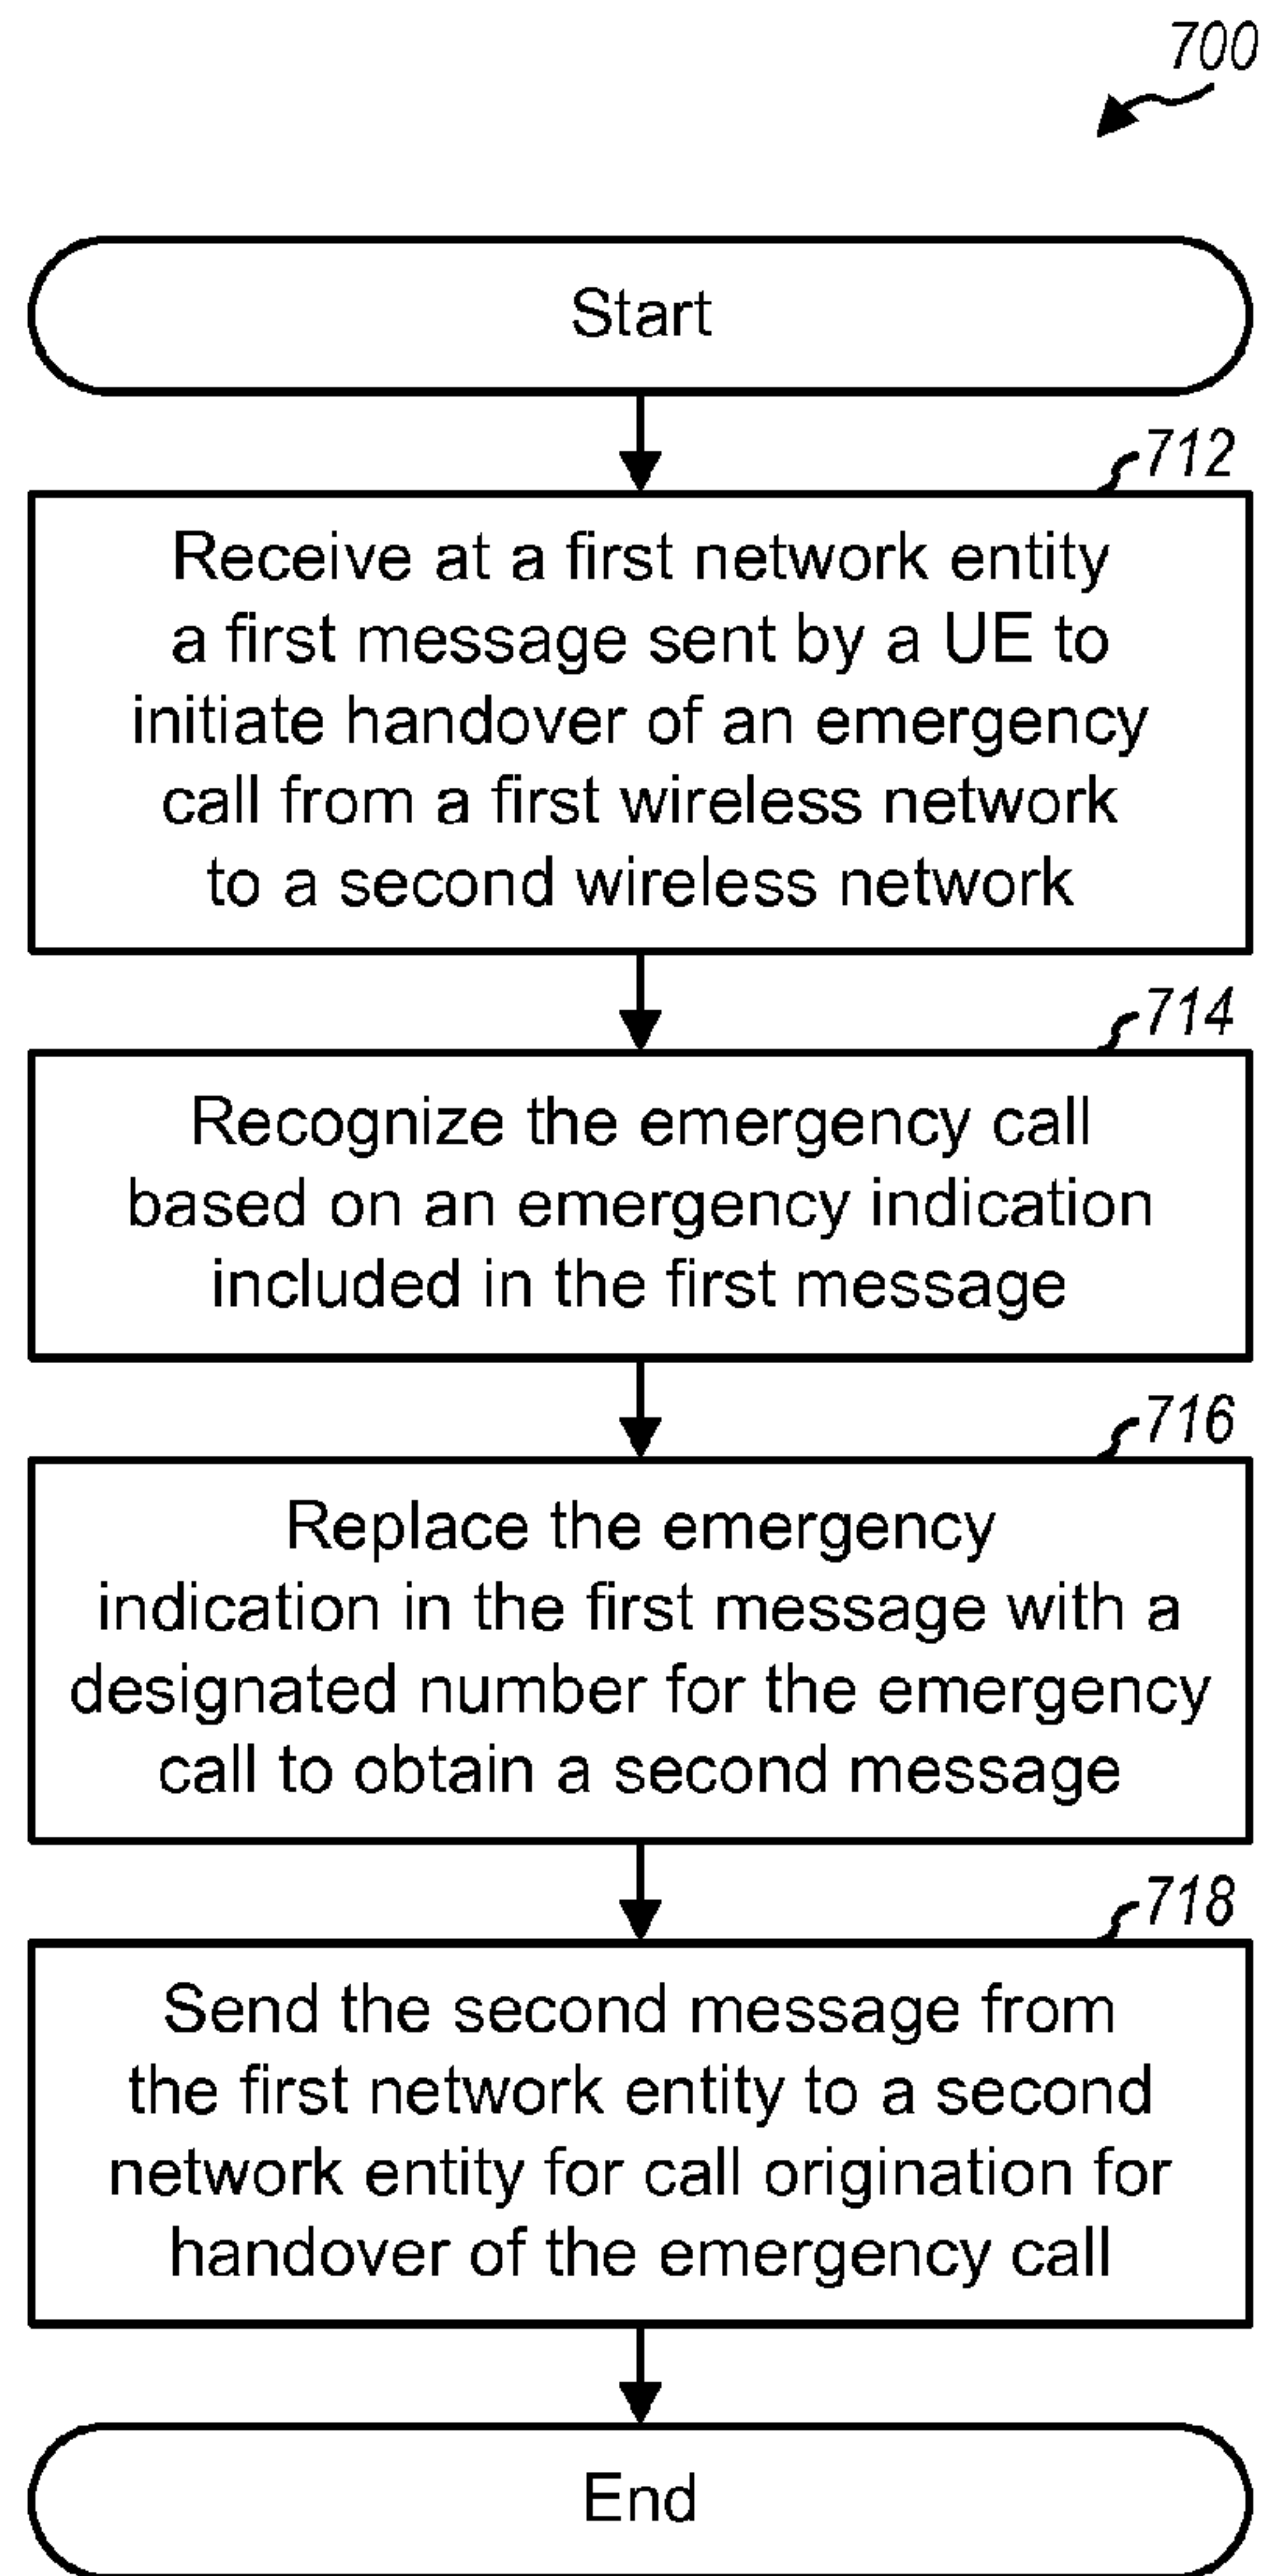 700
Start
712
Receive at a first network entity
a first message sent by a UE to
initiate handover of an emergency
call from a first wireless network
to a second wireless network
714
Recognize the emergency call
based on an emergency indication
included in the first message
716
Replace the emergency
indication in the first message with a
designated number for the emergency
call to obtain a second message
718
Send the second message from
the first network entity to a second
network entity for call origination for
handover of the emergency call
End